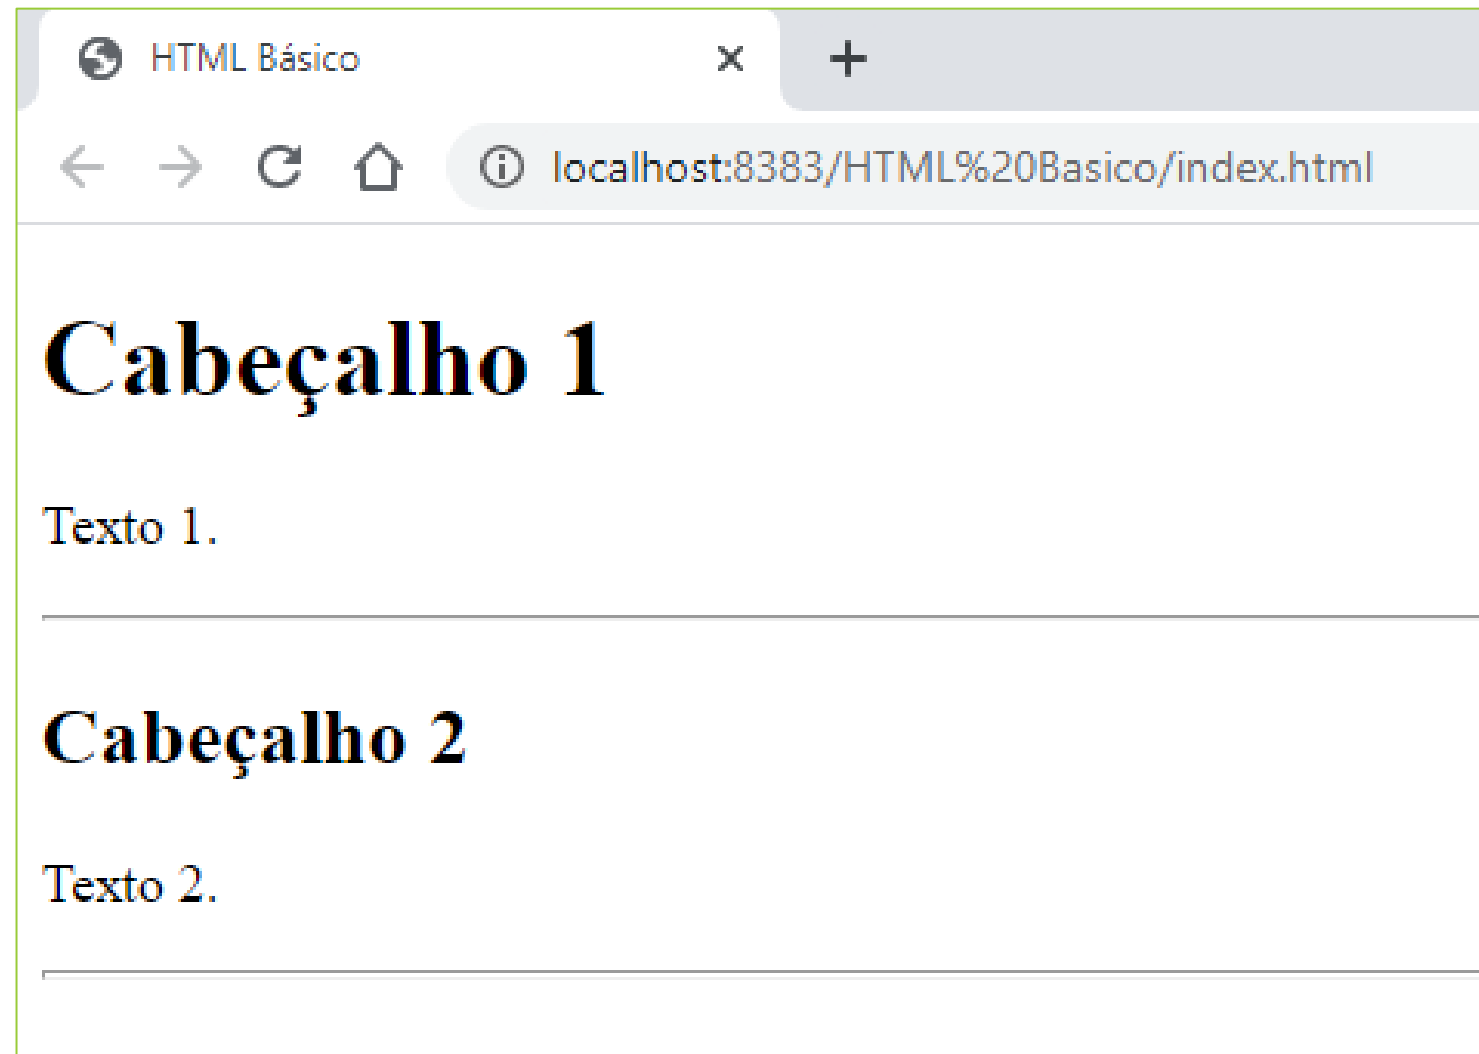 HTML Básico
localhost:8383/HTML%20Basico/index.html
Cabeçalho 1
Texto 1.
Cabeçalho 2
Texto 2.